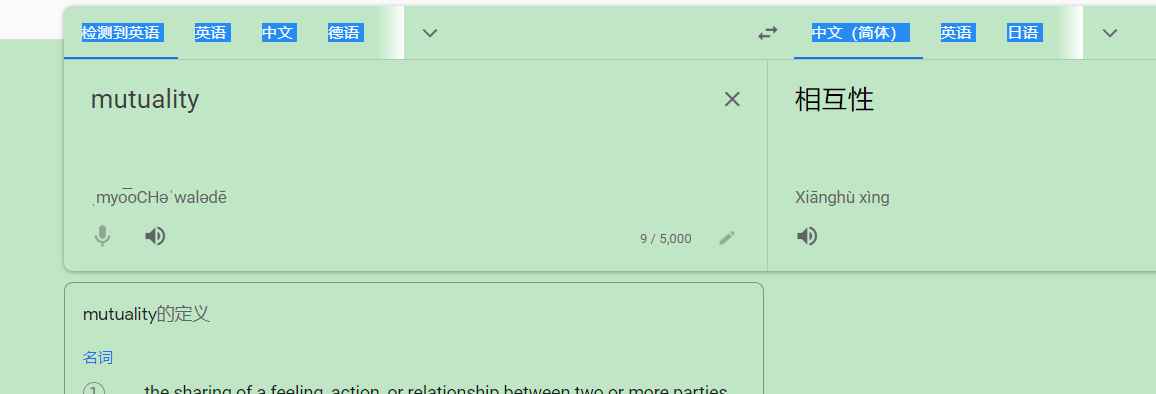 检测到英语 英语 中文 德语 中文（简体） 英语 日语
mutuality
相互性
ˌmyo͞oCHəˈwalədē
Xiānghù xìng
9 / 5,000
mutuality的定义
名词
1 the sharing of a feeling, action, or relationship between two or more parties